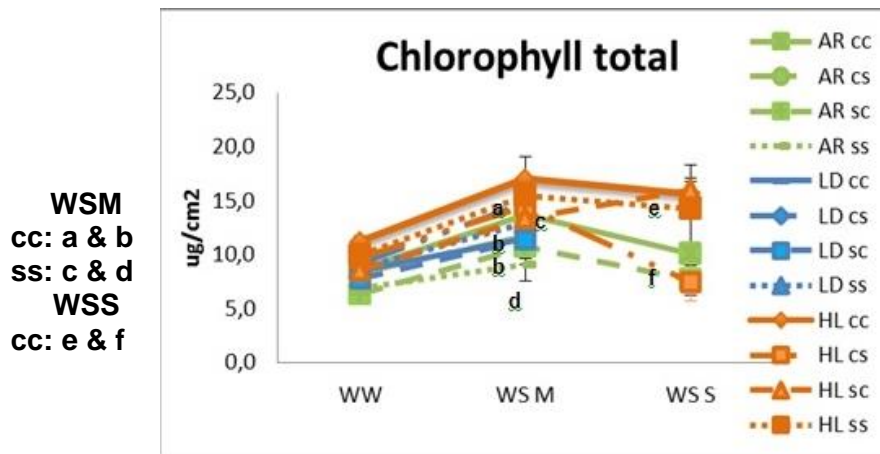 WSM
cc: a & b
ss: c & d
WSS
cc: e & f
Chlorophyll total
ug/cm2
25,0
20,0
15,0
10,0
5,0
0,0
a
c
b
b
d
e
f
WW
WS M
WS S
AR cc
AR cs
AR sc
AR ss
LD cc
LD cs
LD sc
LD ss
HL cc
HL cs
HL sc
HL ss